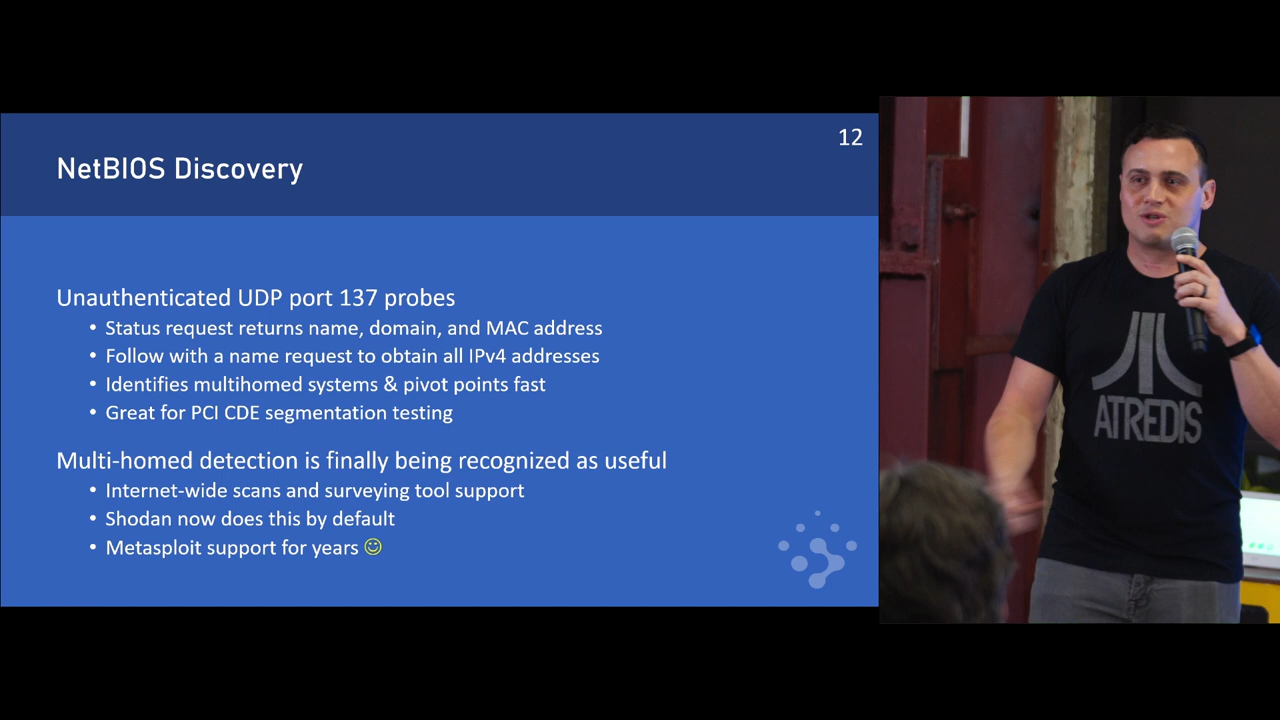 12
NetBIOS Discovery
Unauthenticated UDP port 137 probes
• Status request returns name, domain, and MAC address
• Follow with a name request to obtain all IPv4 addresses
• Identifies multihomed systems & pivot points fast
• Great for PCI CDE segmentation testing
Multi-homed detection is finally being recognized as useful
• Internet-wide scans and surveying tool support
• Shodan now does this by default
• Metasploit support for years ☺
ATREDIS